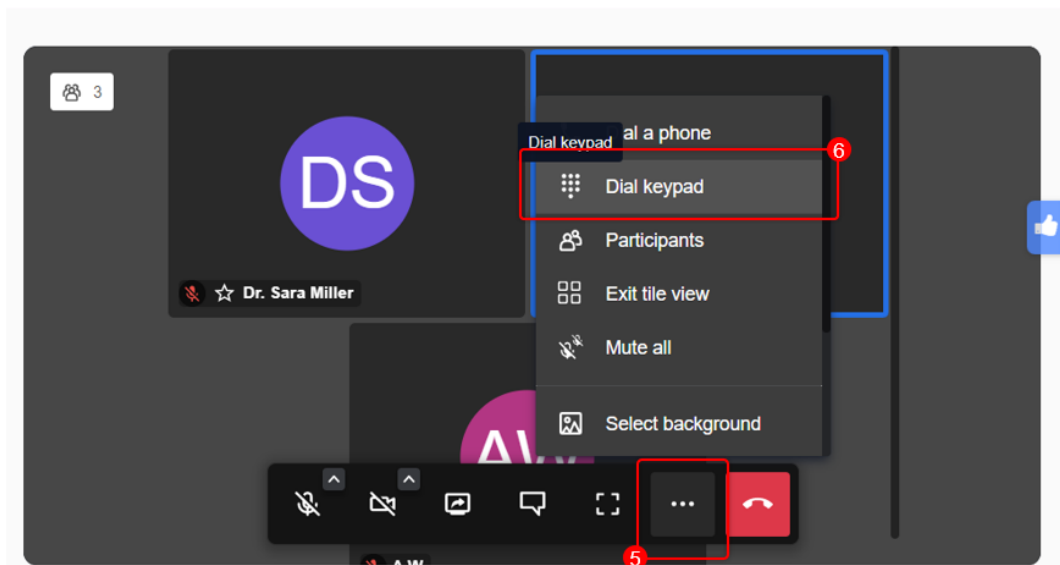 3
DS
Dial keypad
al a phone
6
Dial keypad
Participants
☆ Dr. Sara Miller
Exit tile view
Mute all
Select background
AW
...
5
A W